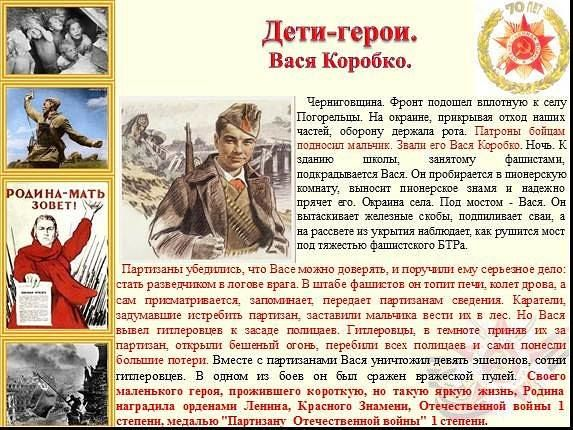 70 ЛЕТ
Дети-герои.
Вася Коробко.
РОДИНА-МАТЬ
ЗОВЕТ!
Черниговщина. Фронт подошел вплотную к селу
Погорельцы. На окраине, прикрывая отход наших
частей, оборону держала рота. Патроны бойцам
подносил мальчик. Звали его Вася Коробко. Ночь. К
зданию школы, занятому фашистами,
подкрадывается Вася. Он пробирается в пионерскую
комнату, выносит пионерское знамя и надежно
прячет его. Окраина села. Под мостом - Вася. Он
вытаскивает железные скобы, подпиливает сваи, а
на рассвете из укрытия наблюдает, как рушится мост
под тяжестью фашистского БТРа.
Партизаны убедились, что Васе можно доверять, и поручили ему серьезное дело:
стать разведчиком в логове врага. В штабе фашистов он топит печи, колет дрова, а
сам присматривается, запоминает, передает партизанам сведения. Каратели,
задумавшие истребить партизан, заставили мальчика вести их в лес. Но Вася
вывел гитлеровцев к засаде полицаев. Гитлеровцы, в темноте приняв их за
партизан, открыли бешеный огонь, перебили всех полицаев и сами понесли
большие потери. Вместе с партизанами Вася уничтожил девять эшелонов, сотни
гитлеровцев. В одном из боев он был сражен вражеской пулей. Своего
маленького героя, прожившего короткую, но такую яркую жизнь, Родина
наградила орденами Ленина, Красного Знамени, Отечественной войны 1
степени, медалью "Партизану Отечественной войны" 1 степени.